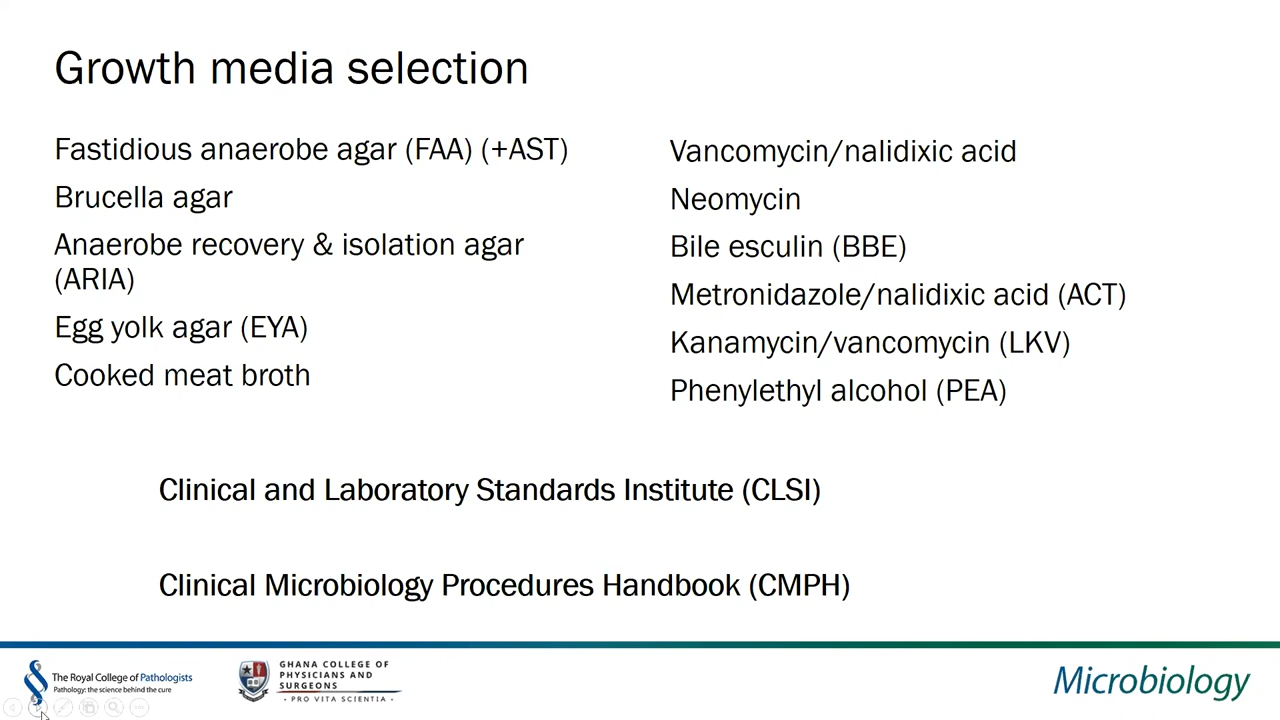 Growth media selection
Fastidious anaerobe agar (FAA) (+AST)
Brucella agar
Anaerobe recovery & isolation agar
(ARIA)
Egg yolk agar (EYA)
Cooked meat broth
Vancomycin/nalidixic acid
Neomycin
Bile esculin (BBE)
Metronidazole/nalidixic acid (ACT)
Kanamycin/vancomycin (LKV)
Phenylethyl alcohol (PEA)
Clinical and Laboratory Standards Institute (CLSI)
Clinical Microbiology Procedures Handbook (CMPH)
The Royal College of Pathologists
Pathology: the science behind the cure
GHANA COLLEGE OF
PHYSICIANS AND
SURGEONS
- PRO VITA SCIENTIA -
Microbiology